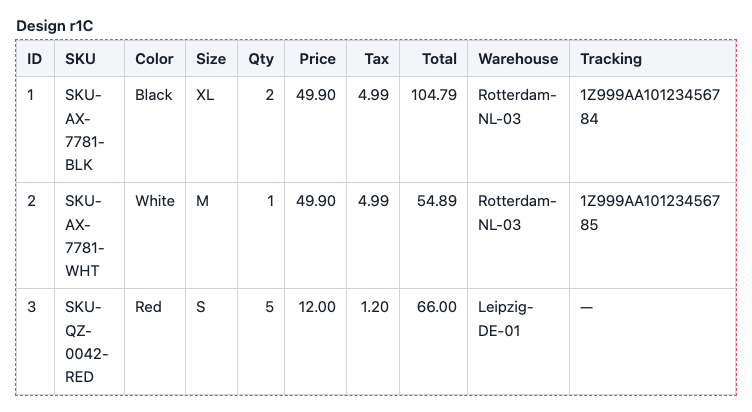 Design r1C
ID SKU Color Size Qty Price Tax Total Warehouse Tracking
1 SKU- Black XL 2 49.90 4.99 104.79 Rotterdam- 1Z999AA101234567
AX- NL-03 84
7781-
BLK
2 SKU- White M 1 49.90 4.99 54.89 Rotterdam- 1Z999AA101234567
AX- NL-03 85
7781-
WHT
3 SKU- Red S 5 12.00 1.20 66.00 Leipzig- —
QZ- DE-01
0042-
RED